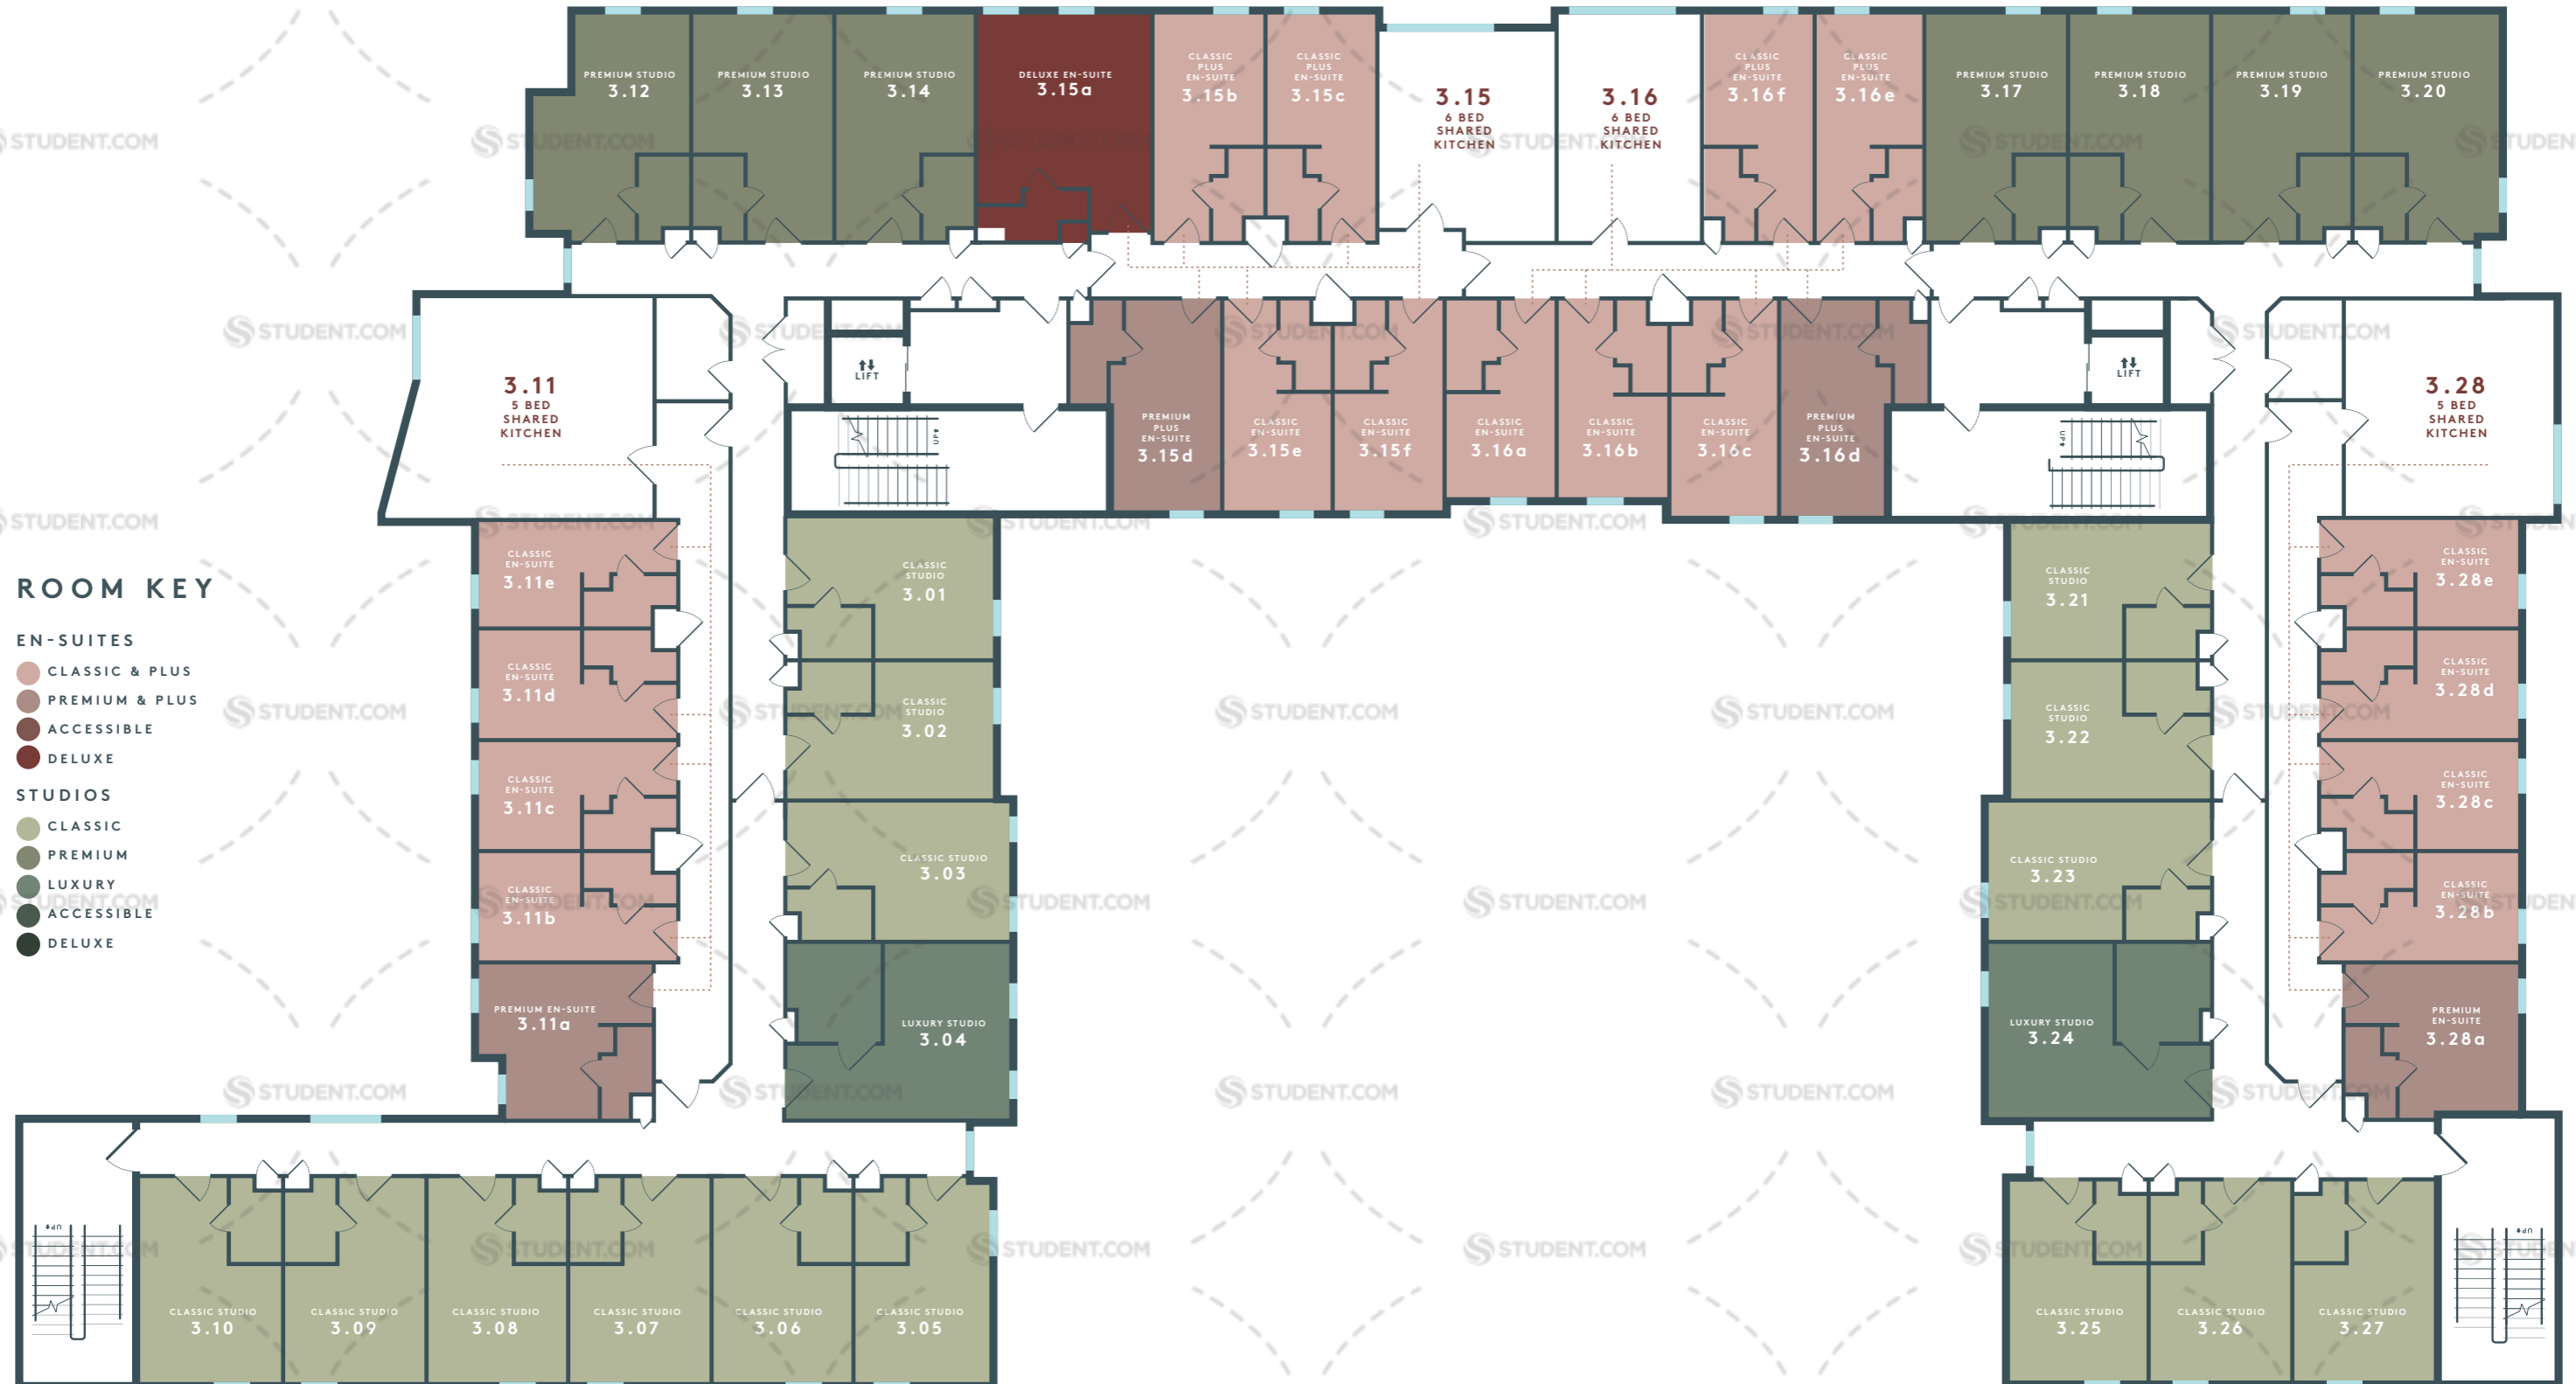 PREMIUM STUDIO
3.12
PREMIUM STUDIO
3.13
PREMIUM STUDIO
3.14
DELUXE EN-SUITE
3.15a
CLASSIC
PLUS
EN-SUITE
3.15b
CLASSIC
PLUS
EN-SUITE
3.15c
3.15
6 BED
SHARED
KITCHEN
3.16
6 BED
SHARED
KITCHEN
CLASSIC
PLUS
EN-SUITE
3.16f
CLASSIC
PLUS
EN-SUITE
3.16e
PREMIUM STUDIO
3.17
PREMIUM STUDIO
3.18
PREMIUM STUDIO
3.19
PREMIUM STUDIO
3.20
3.11
5 BED
SHARED
KITCHEN
LIFT
UP
PREMIUM
PLUS
EN-SUITE
3.15d
CLASSIC
EN-SUITE
3.15e
CLASSIC
EN-SUITE
3.15f
CLASSIC
EN-SUITE
3.16a
CLASSIC
EN-SUITE
3.16b
CLASSIC
EN-SUITE
3.16c
PREMIUM
PLUS
EN-SUITE
3.16d
LIFT
UP
3.28
5 BED
SHARED
KITCHEN
ROOM KEY
EN-SUITES
CLASSIC & PLUS
PREMIUM & PLUS
ACCESSIBLE
DELUXE
STUDIOS
CLASSIC
PREMIUM
LUXURY
ACCESSIBLE
DELUXE
CLASSIC
EN-SUITE
3.11e
CLASSIC
EN-SUITE
3.11d
CLASSIC
EN-SUITE
3.11c
CLASSIC
EN-SUITE
3.11b
PREMIUM EN-SUITE
3.11a
CLASSIC
STUDIO
3.01
CLASSIC
STUDIO
3.02
CLASSIC STUDIO
3.03
LUXURY STUDIO
3.04
CLASSIC
STUDIO
3.21
CLASSIC
STUDIO
3.22
CLASSIC STUDIO
3.23
LUXURY STUDIO
3.24
CLASSIC
EN-SUITE
3.28e
CLASSIC
EN-SUITE
3.28d
CLASSIC
EN-SUITE
3.28c
CLASSIC
EN-SUITE
3.28b
PREMIUM
EN-SUITE
3.28a
UP
CLASSIC STUDIO
3.10
CLASSIC STUDIO
3.09
CLASSIC STUDIO
3.08
CLASSIC STUDIO
3.07
CLASSIC STUDIO
3.06
CLASSIC STUDIO
3.05
CLASSIC STUDIO
3.25
CLASSIC STUDIO
3.26
CLASSIC STUDIO
3.27
UP
STUDENT.COM